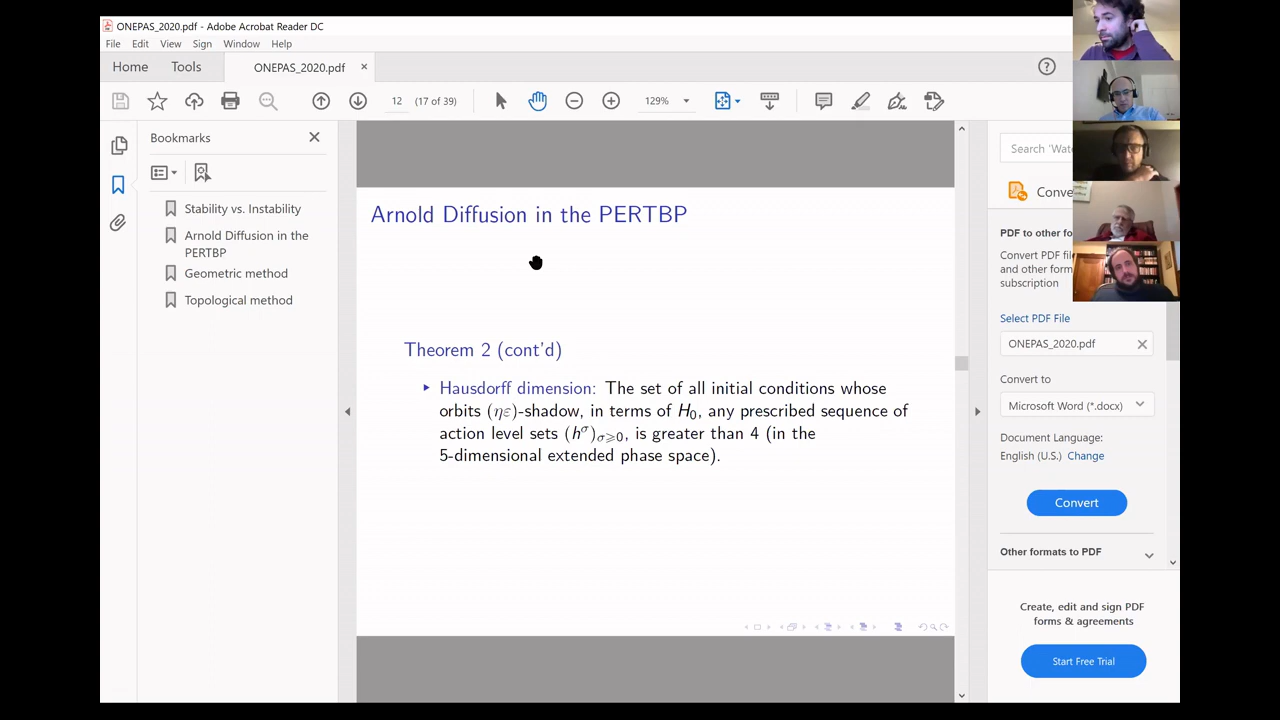 ONEPAS_2020.pdf - Adobe Acrobat Reader DC
File Edit View Sign Window Help
Home Tools ONEPAS_2020.pdf ×
12 (17 of 39) 129%
Bookmarks
Stability vs. Instability
Arnold Diffusion in the
PERTBP
Geometric method
Topological method
Arnold Diffusion in the PERTBP
Theorem 2 (cont'd)
Hausdorff dimension: The set of all initial conditions whose
orbits (ηε)-shadow, in terms of H₀, any prescribed sequence of
action level sets (h^σ)_σ⩾0, is greater than 4 (in the
5-dimensional extended phase space).
Search
Conve
PDF to other fo
Convert PDF fi
and other form
subscription
Select PDF File
ONEPAS_2020.pdf
Convert to
Microsoft Word (*.docx)
Document Language:
English (U.S.) Change
Convert
Other formats to PDF
Create, edit and sign PDF
forms & agreements
Start Free Trial